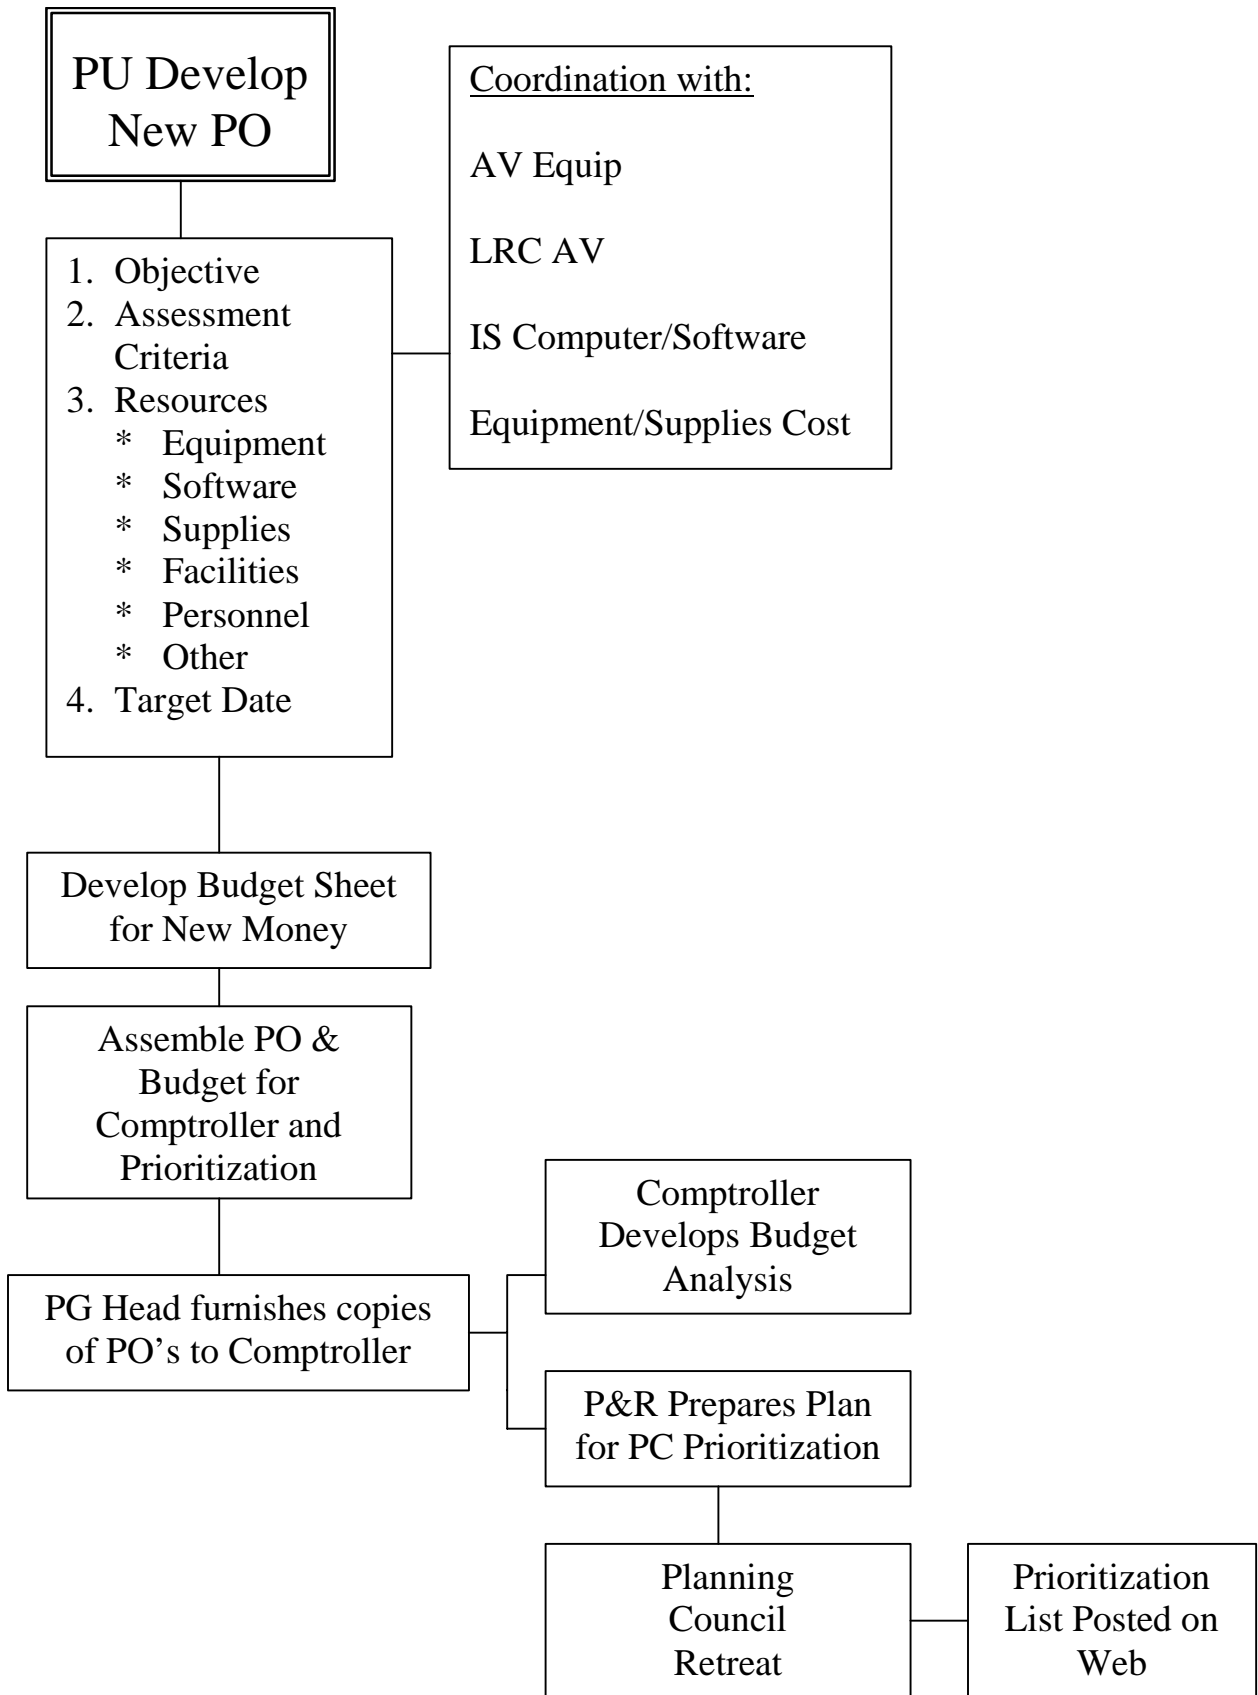 PU Develop
New PO
Coordination with:
AV Equip
LRC AV
IS Computer/Software
Equipment/Supplies Cost
1. Objective
2. Assessment
Criteria
3. Resources
* Equipment
* Software
* Supplies
* Facilities
* Personnel
* Other
4. Target Date
Develop Budget Sheet
for New Money
Assemble PO &
Budget for
Comptroller and
Prioritization
PG Head furnishes copies
of PO’s to Comptroller
Comptroller
Develops Budget
Analysis
P&R Prepares Plan
for PC Prioritization
Planning
Council
Retreat
Prioritization
List Posted on
Web